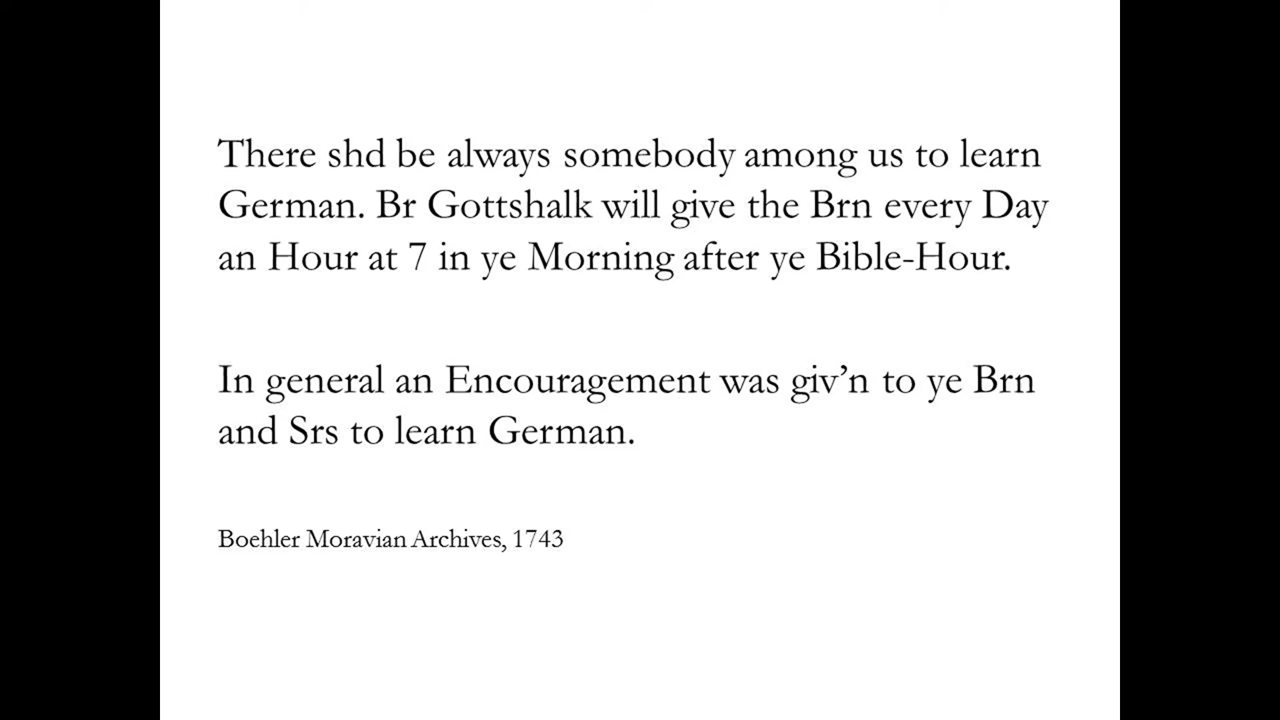 There shd be always somebody among us to learn
German. Br Gottshalk will give the Brn every Day
an Hour at 7 in ye Morning after ye Bible-Hour.
In general an Encouragement was giv’n to ye Brn
and Srs to learn German.
Boehler Moravian Archives, 1743